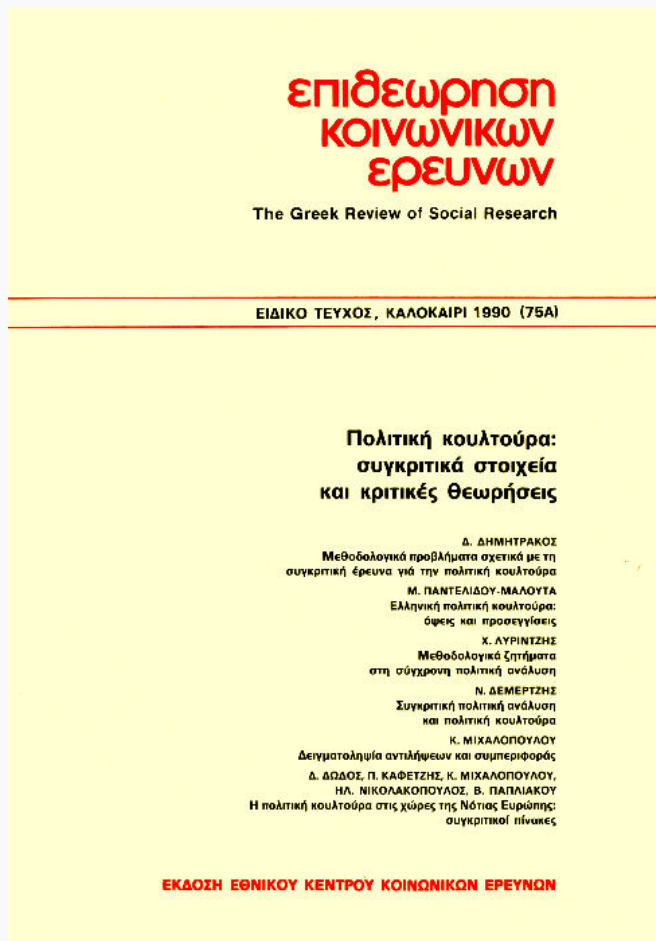 επιθεωρηση
κοινωνικων
ερευνων
The Greek Review of Social Research
ΕΙΔΙΚΟ ΤΕΥΧΟΣ, ΚΑΛΟΚΑΙΡΙ 1990 (75Α)
Πολιτική κουλτούρα:
συγκριτικά στοιχεία
και κριτικές θεωρήσεις
Δ. ΔΗΜΗΤΡΑΚΟΣ
Μεθοδολογικά προβλήματα σχετικά με τη
συγκριτική έρευνα γιά την πολιτική κουλτούρα
Μ. ΠΑΝΤΕΛΙΔΟΥ-ΜΑΛΟΥΤΑ
Ελληνική πολιτική κουλτούρα:
όψεις και προσεγγίσεις
Χ. ΛΥΡΙΝΤΖΗΣ
Μεθοδολογικά ζητήματα
στη σύγχρονη πολιτική ανάλυση
Ν. ΔΕΜΕΡΤΖΗΣ
Συγκριτική πολιτική ανάλυση
και πολιτική κουλτούρα
Κ. ΜΙΧΑΛΟΠΟΥΛΟΥ
Δειγματοληψία αντιλήψεων και συμπεριφοράς
Δ. ΔΩΔΟΣ, Π. ΚΑΦΕΤΖΗΣ, Κ. ΜΙΧΑΛΟΠΟΥΛΟΥ,
ΗΛ. ΝΙΚΟΛΑΚΟΠΟΥΛΟΣ, Β. ΠΑΠΛΙΑΚΟΥ
Η πολιτική κουλτούρα στις χώρες της Νότιας Ευρώπης:
συγκριτικοί πίνακες
ΕΚΔΟΣΗ ΕΘΝΙΚΟΥ ΚΕΝΤΡΟΥ ΚΟΙΝΩΝΙΚΩΝ ΕΡΕΥΝΩΝ